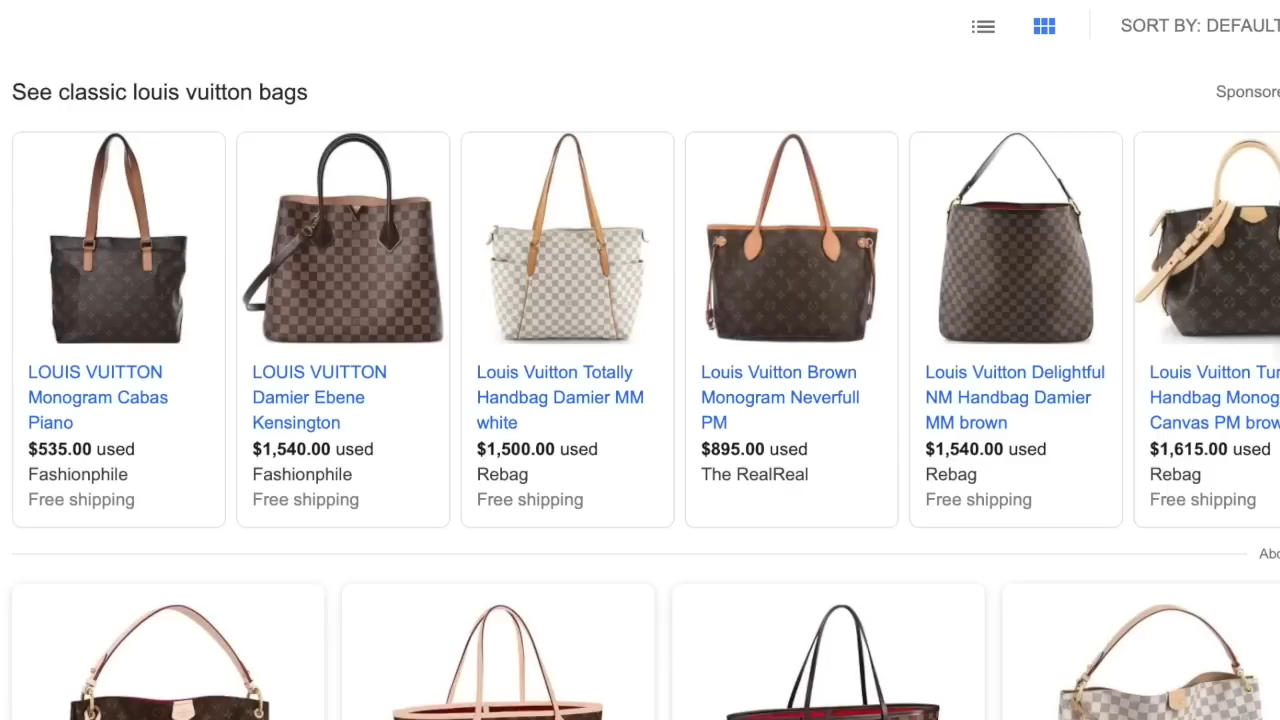 SORT BY: DEFAULT
See classic louis vuitton bags
Sponsore
LOUIS VUITTON
Monogram Cabas
Piano
$535.00 used
Fashionphile
Free shipping
LOUIS VUITTON
Damier Ebene
Kensington
$1,540.00 used
Fashionphile
Free shipping
Louis Vuitton Totally
Handbag Damier MM
white
$1,500.00 used
Rebag
Free shipping
Louis Vuitton Brown
Monogram Neverfull
PM
$895.00 used
The RealReal
Louis Vuitton Delightful
NM Handbag Damier
MM brown
$1,540.00 used
Rebag
Free shipping
Louis Vuitton Tur
Handbag Monog
Canvas PM brow
$1,615.00 used
Rebag
Free shipping
Abo